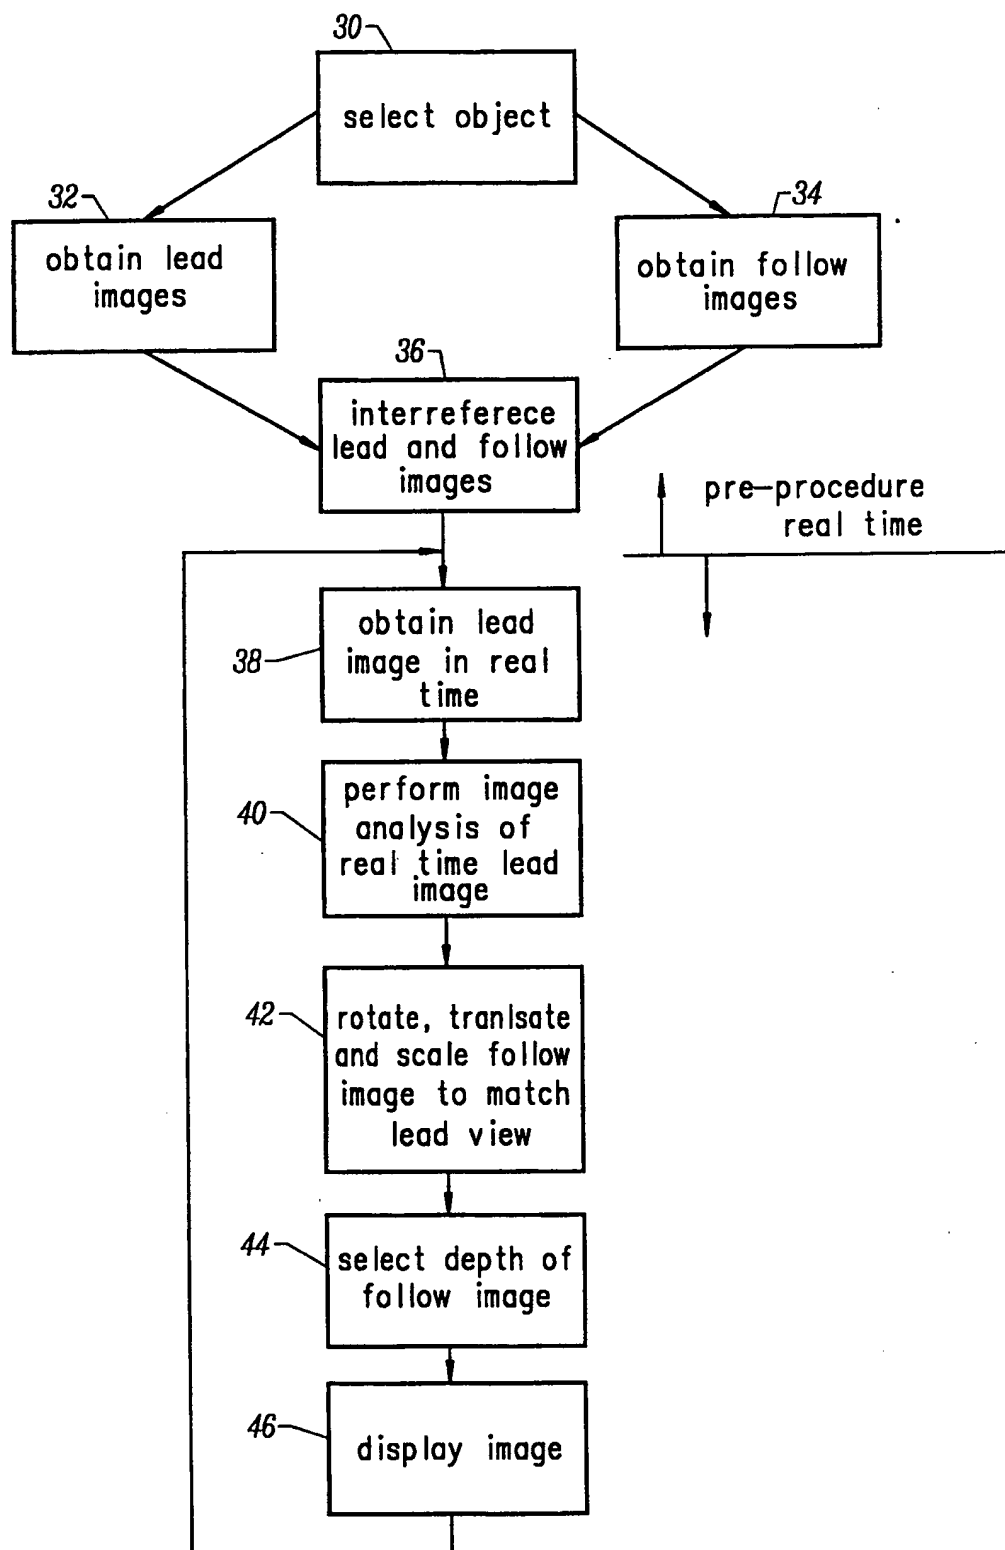 30
select object
32
obtain lead
images
34
obtain follow
images
36
interreferece
lead and follow
images
pre-procedure
real time
38
obtain lead
image in real
time
40
perform image
analysis of
real time lead
image
42
rotate, tranlsate
and scale follow
image to match
lead view
44
select depth of
follow image
46
display image